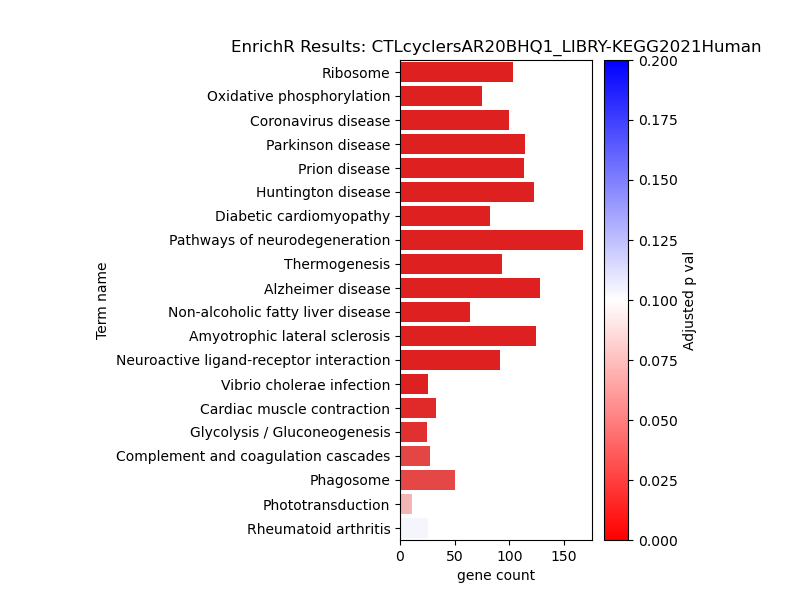 EnrichR Results: CTLcyclersAR20BHQ1_LIBRY-KEGG2021Human
Ribosome
Oxidative phosphorylation
Coronavirus disease
Parkinson disease
Prion disease
Huntington disease
Diabetic cardiomyopathy
Pathways of neurodegeneration
Thermogenesis
Alzheimer disease
Non-alcoholic fatty liver disease
Amyotrophic lateral sclerosis
Neuroactive ligand-receptor interaction
Vibrio cholerae infection
Cardiac muscle contraction
Glycolysis / Gluconeogenesis
Complement and coagulation cascades
Phagosome
Phototransduction
Rheumatoid arthritis
Term name
0 50 100 150
gene count
0.200
0.175
0.150
0.125
0.100
0.075
0.050
0.025
0.000
Adjusted p val